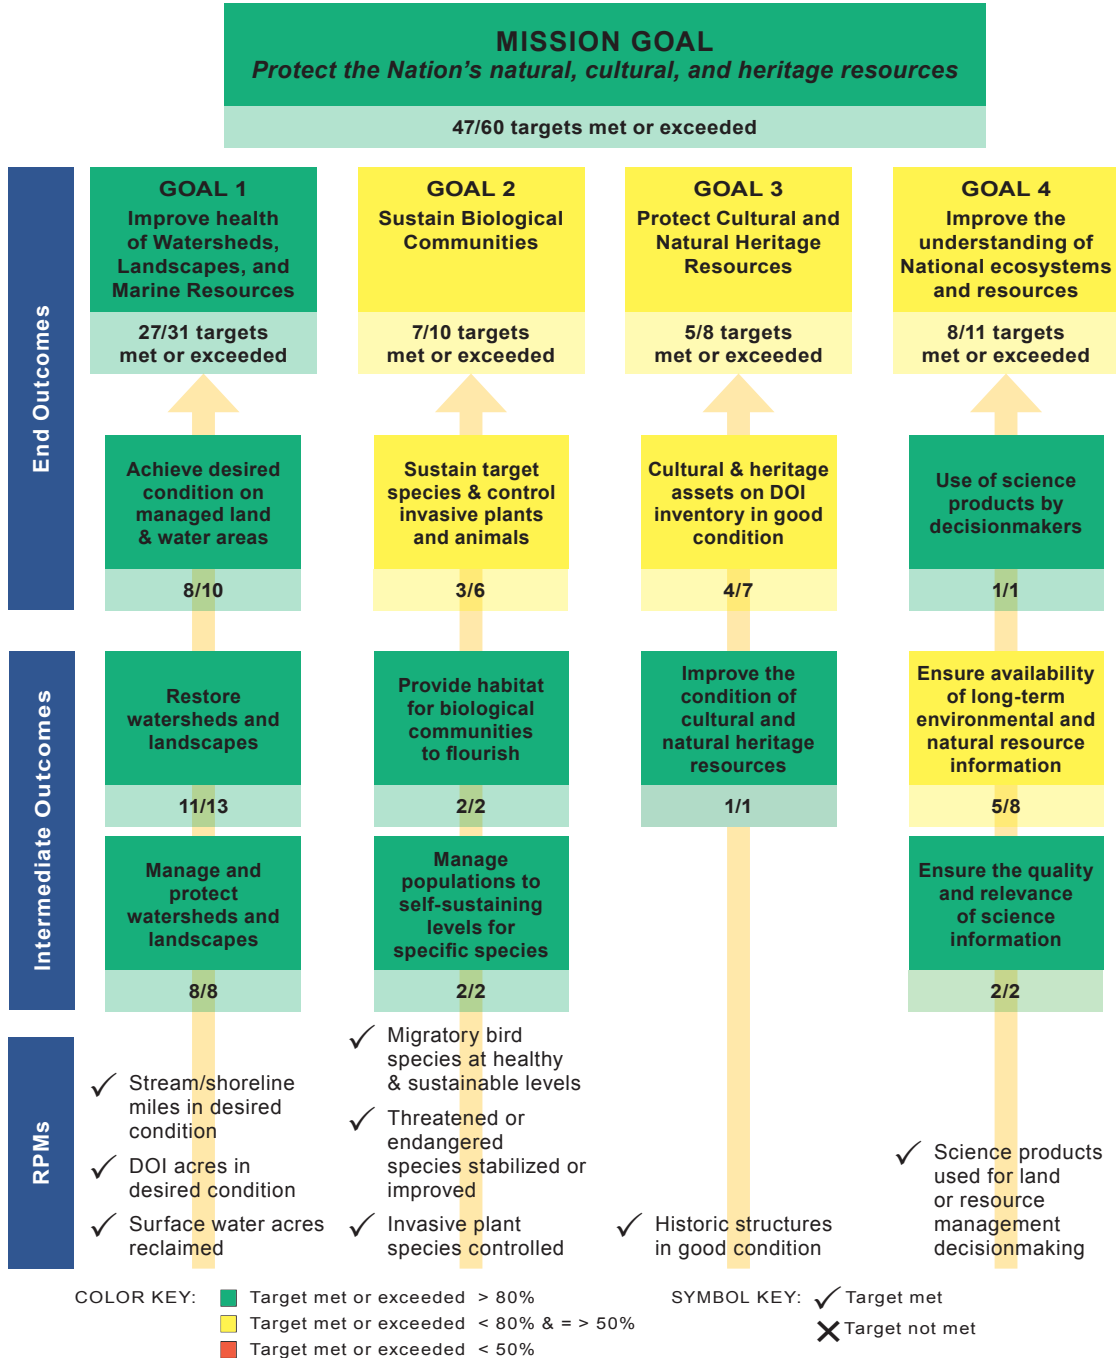 MISSION GOAL
Protect the Nation's natural, cultural, and heritage resources
47/60 targets met or exceeded
End Outcomes
GOAL 1
Improve health
of Watersheds,
Landscapes, and
Marine Resources
27/31 targets
met or exceeded
GOAL 2
Sustain Biological
Communities
7/10 targets
met or exceeded
GOAL 3
Protect Cultural and
Natural Heritage
Resources
5/8 targets
met or exceeded
GOAL 4
Improve the
understanding of
National ecosystems
and resources
8/11 targets
met or exceeded
Achieve desired
condition on
managed land
& water areas
8/10
Sustain target
species & control
invasive plants
and animals
3/6
Cultural & heritage
assets on DOI
inventory in good
condition
4/7
Use of science
products by
decisionmakers
1/1
Intermediate Outcomes
Restore
watersheds and
landscapes
11/13
Provide habitat
for biological
communities
to flourish
2/2
Improve the
condition of
cultural and
natural heritage
resources
1/1
Ensure availability
of long-term
environmental and
natural resource
information
5/8
Manage and
protect
watersheds and
landscapes
8/8
Manage
populations to
self-sustaining
levels for
specific species
2/2
Ensure the quality
and relevance
of science
information
2/2
RPMs
✓ Stream/shoreline
miles in desired
condition
✓ DOI acres in
desired condition
✓ Surface water acres
reclaimed
✓ Migratory bird
species at healthy
& sustainable levels
✓ Threatened or
endangered
species stabilized or
improved
✓ Invasive plant
species controlled
✓ Historic structures
in good condition
✓ Science products
used for land
or resource
management
decisionmaking
COLOR KEY:
Target met or exceeded > 80%
Target met or exceeded < 80% & = > 50%
Target met or exceeded < 50%
SYMBOL KEY: ✓ Target met
✕ Target not met